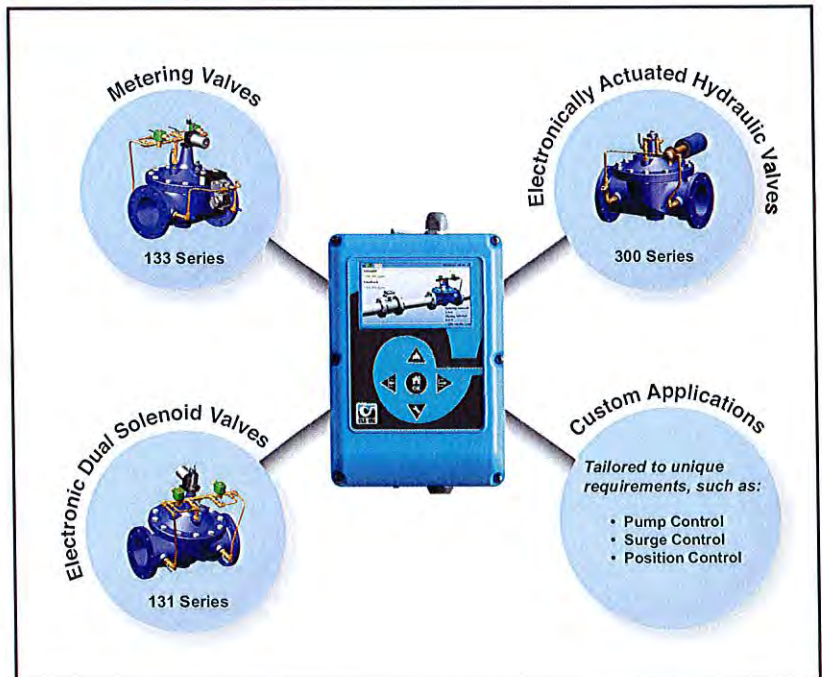 Metering Valves
133 Series
Electronically Actuated Hydraulic Valves
300 Series
Electronic Dual Solenoid Valves
131 Series
Custom Applications
Tailored to unique
requirements, such as:
• Pump Control
• Surge Control
• Position Control
OK